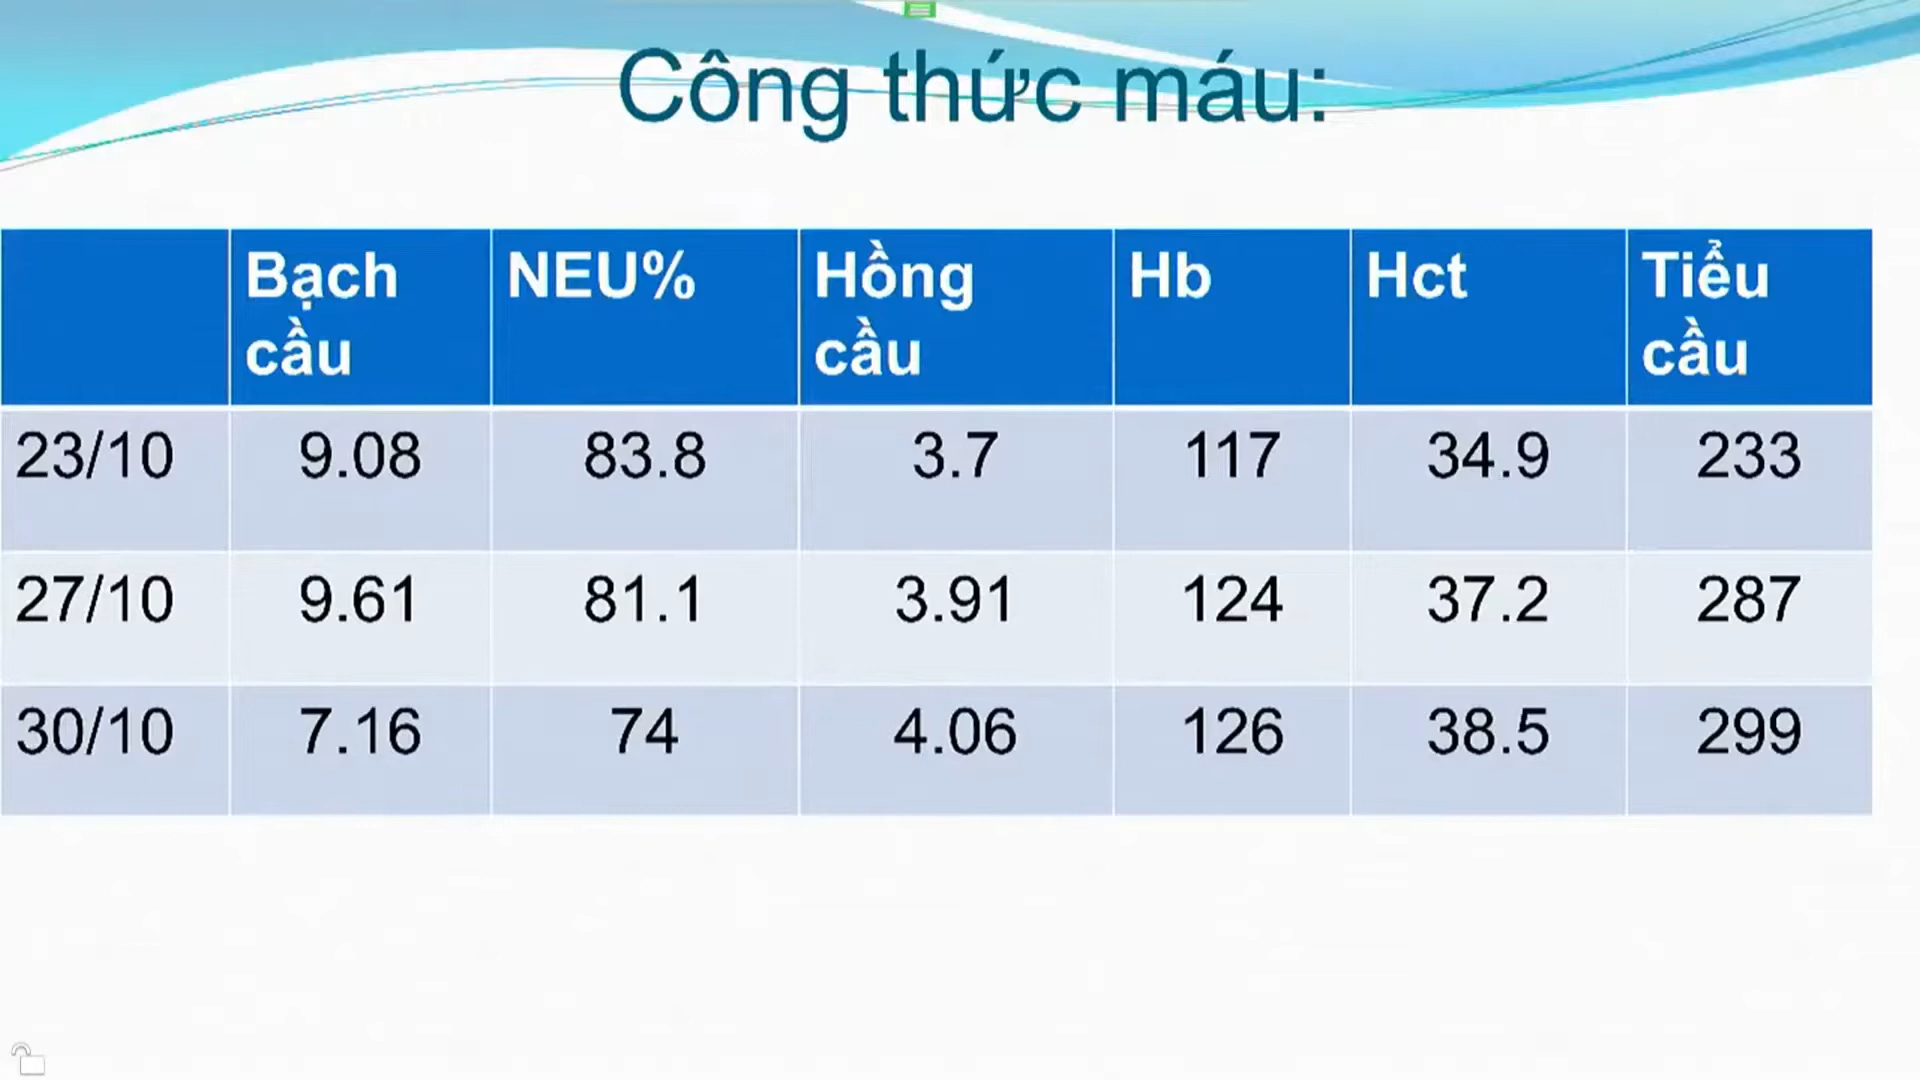 Công thức máu:
Bạch cầu NEU% Hồng cầu Hb Hct Tiểu cầu
23/10 9.08 83.8 3.7 117 34.9 233
27/10 9.61 81.1 3.91 124 37.2 287
30/10 7.16 74 4.06 126 38.5 299